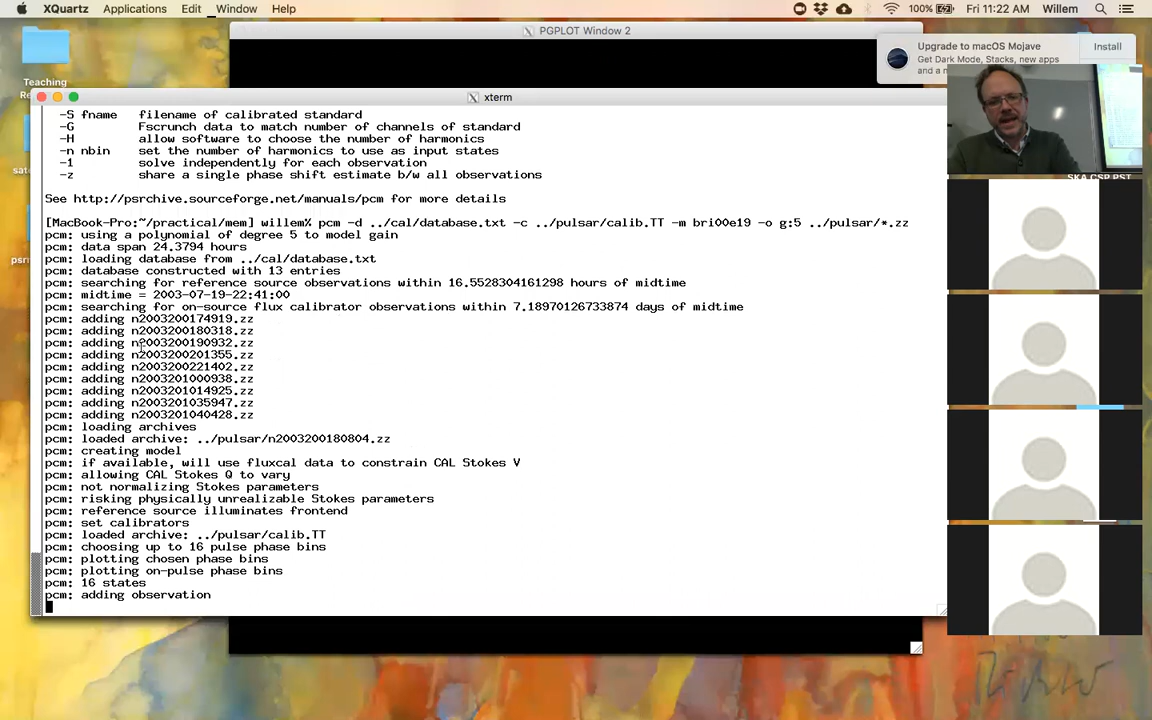 XQuartz Applications Edit Window Help
100% Fri 11:22 AM Willem
PGPLOT Window 2
Upgrade to macOS Mojave
Get Dark Mode, Stacks, new apps
and a
Install
Teaching
xterm
-S fname filename of calibrated standard
-G Fscrunch data to match number of channels of standard
-H allow software to choose the number of harmonics
-n nbin set the number of harmonics to use as input states
-1 solve independently for each observation
-z share a single phase shift estimate b/w all observations
See http://psrchive.sourceforge.net/manuals/pcm for more details
[MacBook-Pro:~/practical/mem] willem% pcm -d ../cal/database.txt -c ../pulsar/calib.TT -m bri00e19 -o g:5 ../pulsar/*.zz
pcm: using a polynomial of degree 5 to model gain
pcm: data span 24.3794 hours
pcm: loading database from ../cal/database.txt
pcm: database constructed with 13 entries
pcm: searching for reference source observations within 16.5528304161298 hours of midtime
pcm: midtime = 2003-07-19-22:41:00
pcm: searching for on-source flux calibrator observations within 7.18970126733874 days of midtime
pcm: adding n2003200174919.zz
pcm: adding n2003200180318.zz
pcm: adding n2003200190932.zz
pcm: adding n2003200201355.zz
pcm: adding n2003200221402.zz
pcm: adding n2003201000938.zz
pcm: adding n2003201014925.zz
pcm: adding n2003201035947.zz
pcm: adding n2003201040428.zz
pcm: loading archives
pcm: loaded archive: ../pulsar/n2003200180804.zz
pcm: creating model
pcm: if available, will use fluxcal data to constrain CAL Stokes V
pcm: allowing CAL Stokes Q to vary
pcm: not normalizing Stokes parameters
pcm: risking physically unrealizable Stokes parameters
pcm: reference source illuminates frontend
pcm: set calibrators
pcm: loaded archive: ../pulsar/calib.TT
pcm: choosing up to 16 pulse phase bins
pcm: plotting chosen phase bins
pcm: plotting on-pulse phase bins
pcm: 16 states
pcm: adding observation
SKA CSP PST